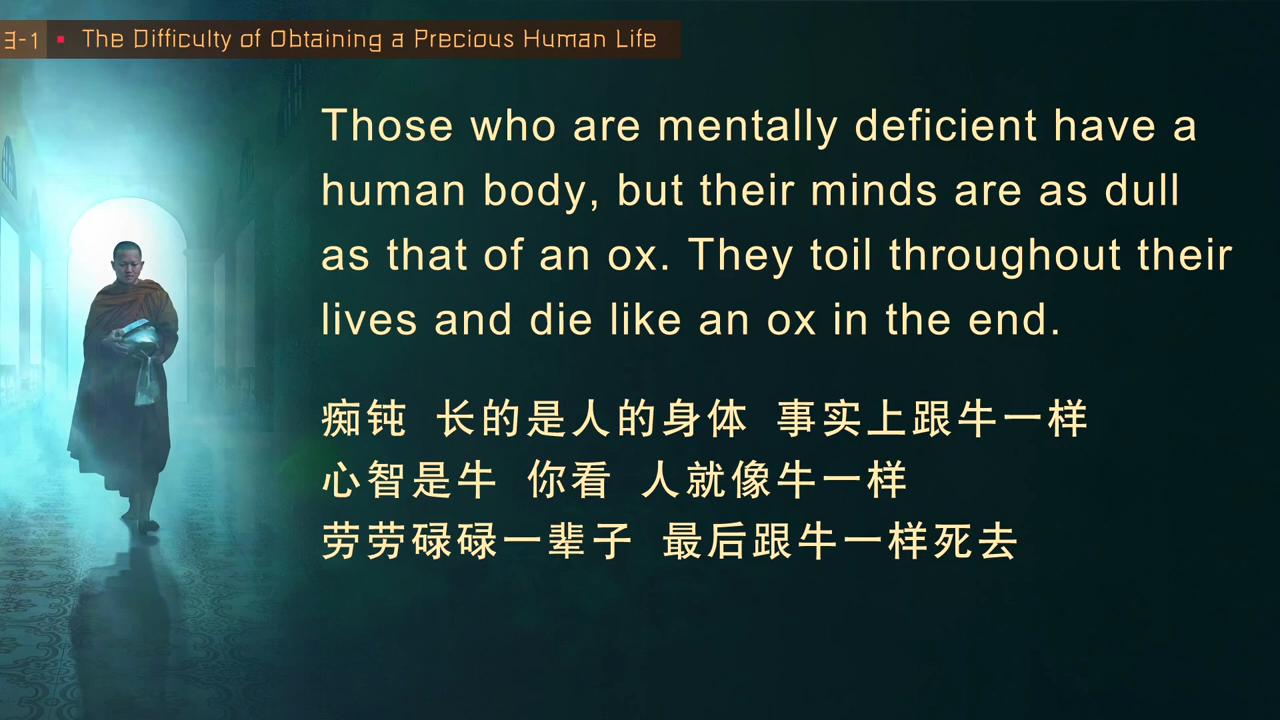 3-1 ▪ The Difficulty of Obtaining a Precious Human Life
Those who are mentally deficient have a
human body, but their minds are as dull
as that of an ox. They toil throughout their
lives and die like an ox in the end.
痴钝 长的是人的身体 事实上跟牛一样
心智是牛 你看 人就像牛一样
劳劳碌碌一辈子 最后跟牛一样死去